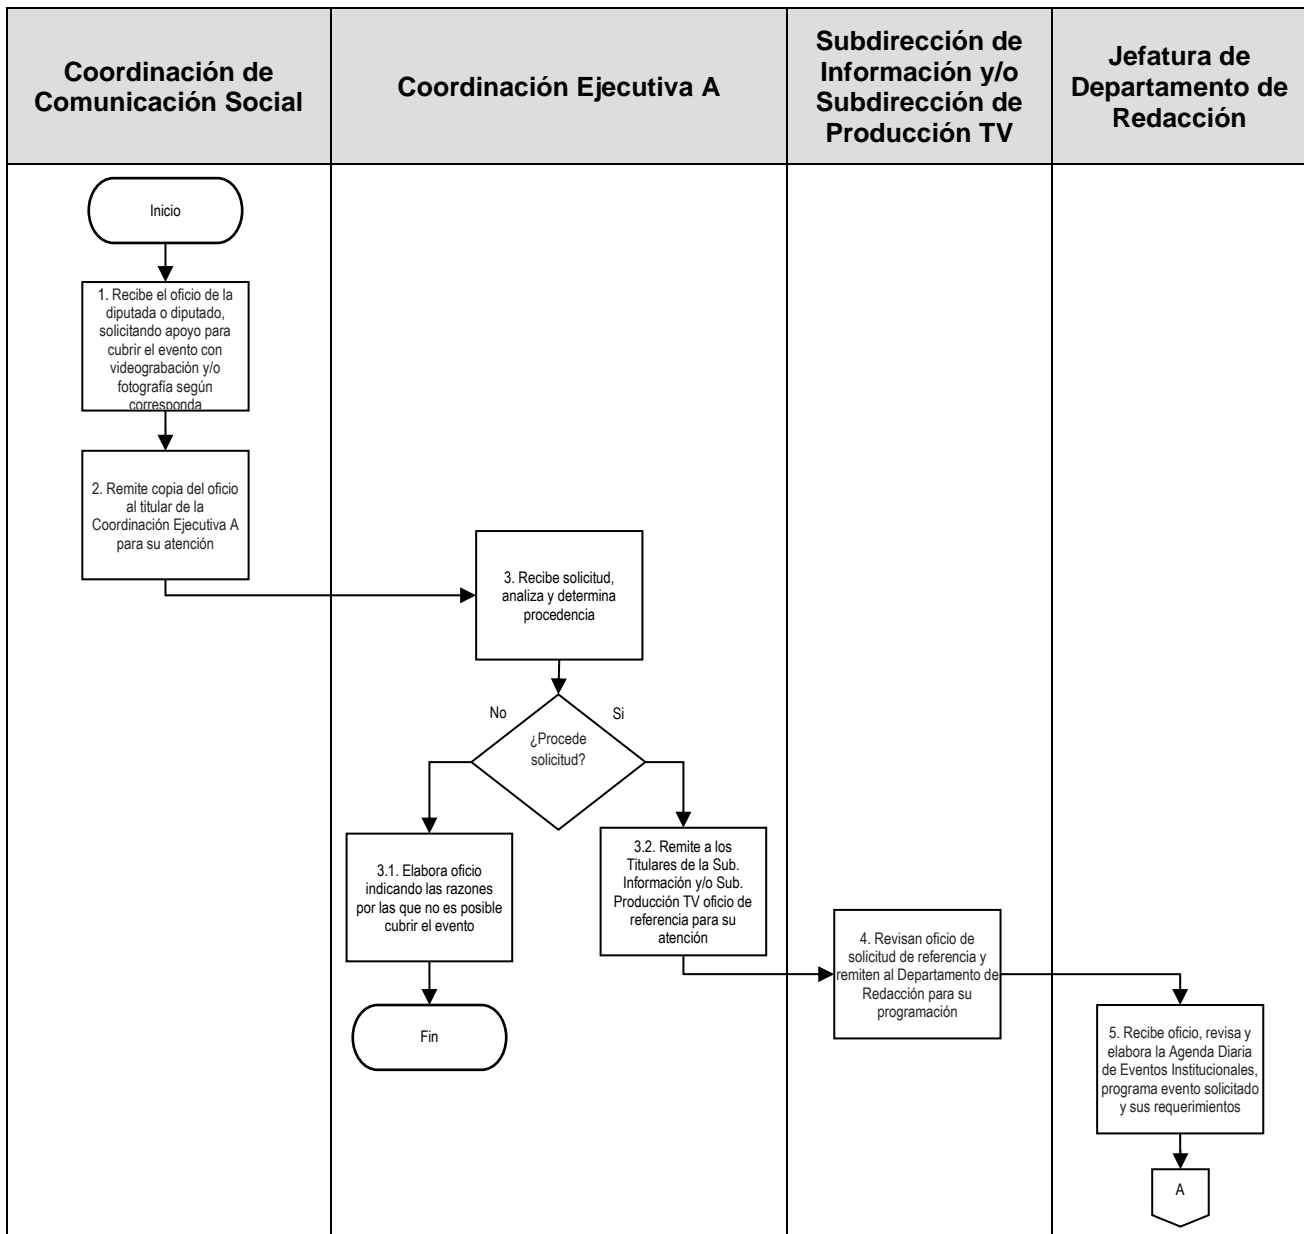 Coordinación de
Comunicación Social
Coordinación Ejecutiva A
Subdirección de
Información y/o
Subdirección de
Producción TV
Jefatura de
Departamento de
Redacción
Inicio
1. Recibe el oficio de la
diputada o diputado,
solicitando apoyo para
cubrir el evento con
videograbación y/o
fotografía según
corresponda
2. Remite copia del oficio
al titular de la
Coordinación Ejecutiva A
para su atención
3. Recibe solicitud,
analiza y determina
procedencia
No
Si
¿Procede
solicitud?
3.1. Elabora oficio
indicando las razones
por las que no es posible
cubrir el evento
3.2. Remite a los
Titulares de la Sub.
Información y/o Sub.
Producción TV oficio de
referencia para su
atención
Fin
4. Revisan oficio de
solicitud de referencia y
remiten al Departamento de
Redacción para su
programación
5. Recibe oficio, revisa y
elabora la Agenda Diaria
de Eventos Institucionales,
programa evento solicitado
y sus requerimientos
A